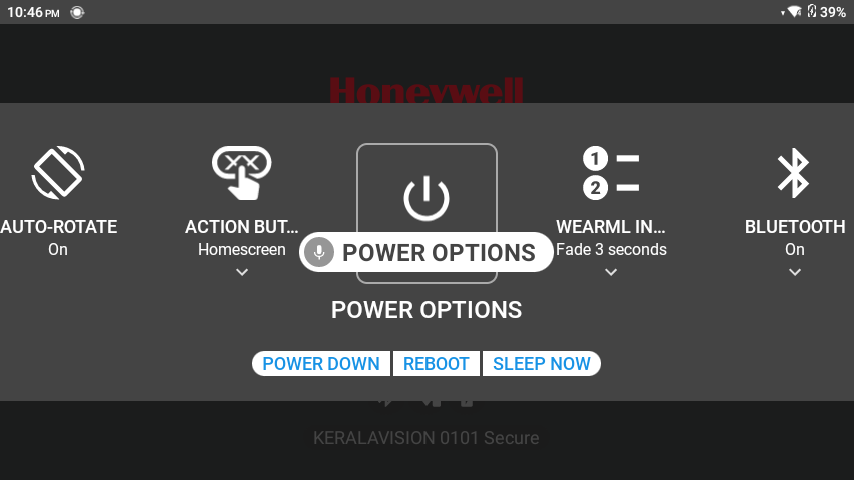 10:46 PM 39%
Honeywell
XX 1 2
AUTO-ROTATE ACTION BUT... WEARML IN... BLUETOOTH
On Homescreen Fade 3 seconds On
POWER OPTIONS
POWER OPTIONS
POWER DOWN REBOOT SLEEP NOW
KERALAVISION 0101 Secure